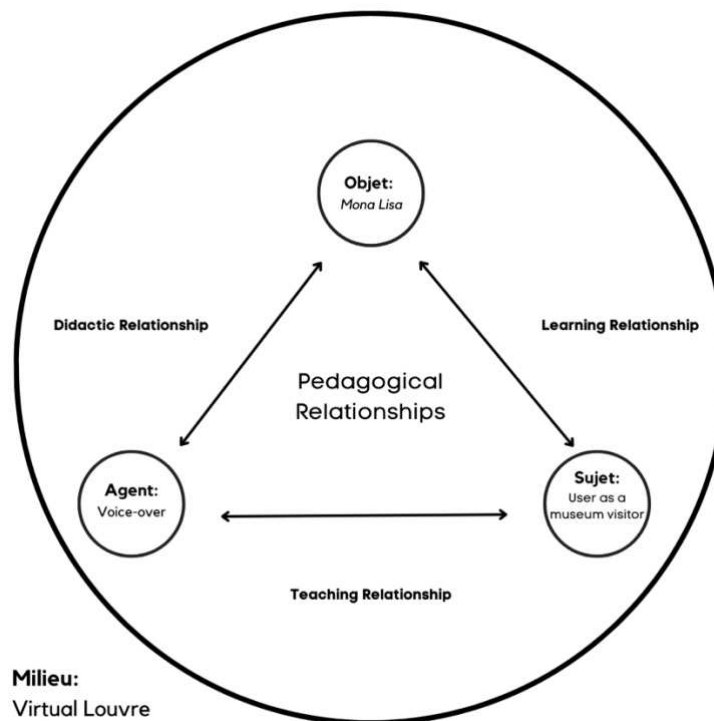 Objet:
Mona Lisa
Didactic Relationship
Learning Relationship
Pedagogical
Relationships
Agent:
Voice-over
Sujet:
User as a
museum visitor
Teaching Relationship
Milieu:
Virtual Louvre